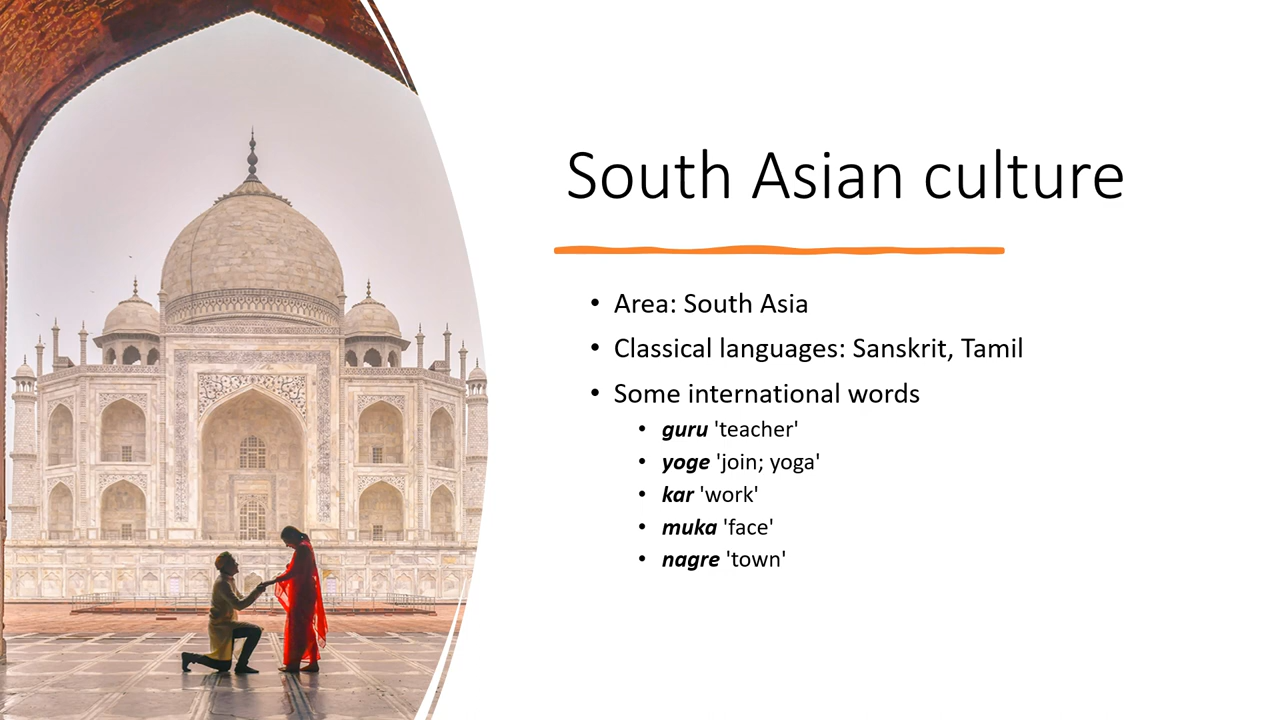 South Asian culture
• Area: South Asia
• Classical languages: Sanskrit, Tamil
• Some international words
• guru 'teacher'
• yoge 'join; yoga'
• kar 'work'
• muka 'face'
• nagre 'town'